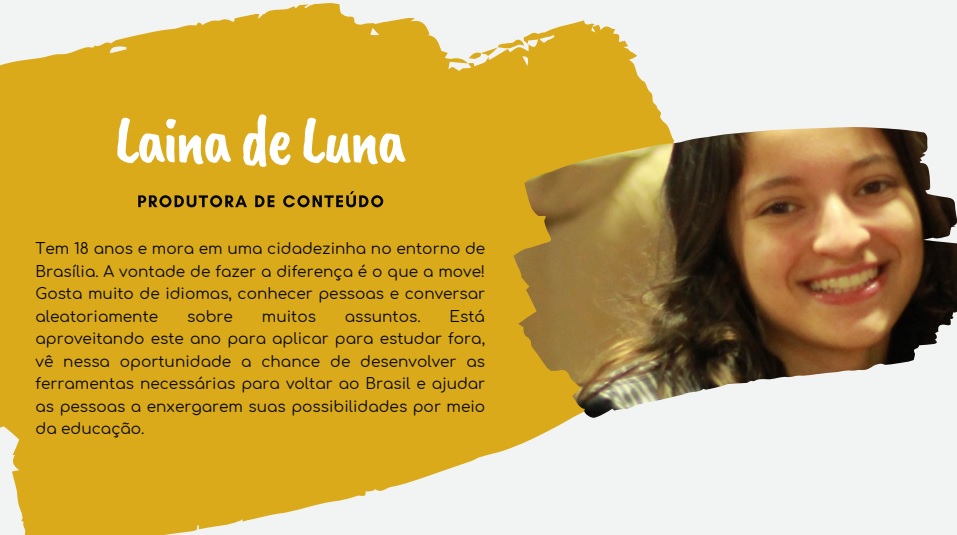 Laina de Luna
PRODUTORA DE CONTEÚDO
Tem 18 anos e mora em uma cidadezinha no entorno de
Brasília. A vontade de fazer a diferença é o que a move!
Gosta muito de idiomas, conhecer pessoas e conversar
aleatoriamente sobre muitos assuntos. Está
aproveitando este ano para aplicar para estudar fora,
vê nessa oportunidade a chance de desenvolver as
ferramentas necessárias para voltar ao Brasil e ajudar
as pessoas a enxergarem suas possibilidades por meio
da educação.